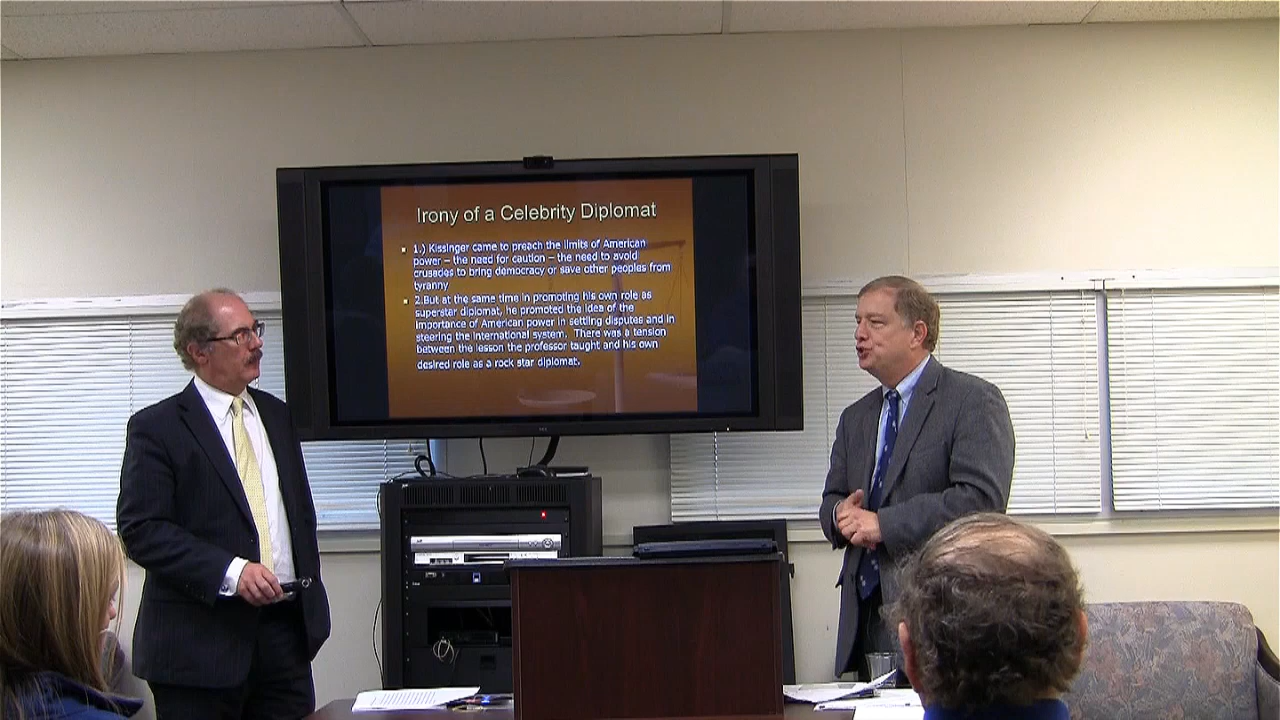 Irony of a Celebrity Diplomat
1.) Kissinger came to preach the limits of American
power – the need for caution – the need to avoid
crusades to bring democracy or save other peoples from
tyranny
2.But at the same time in promoting his own role as
superstar diplomat, he promoted the idea of the
importance of American power in settling disputes and in
steering the international system. There was a tension
between the lesson the professor taught and his own
desired role as a rock star diplomat.